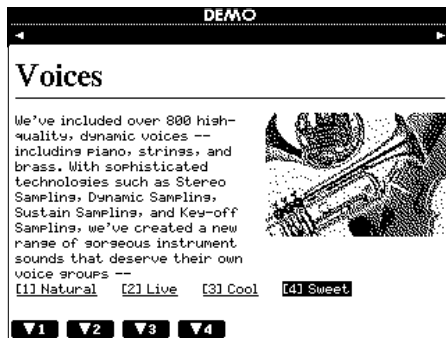 DEMO
Voices
We've included over 800 high-
quality, dynamic voices --
including piano, strings, and
brass. With sophisticated
technologies such as Stereo
Sampling, Dynamic Sampling,
Sustain Sampling, and Key-off
Sampling, we've created a new
range of gorgeous instrument
sounds that deserve their own
voice groups --
[1] Natural [2] Live [3] Cool [4] Sweet
▼1 ▼2 ▼3 ▼4